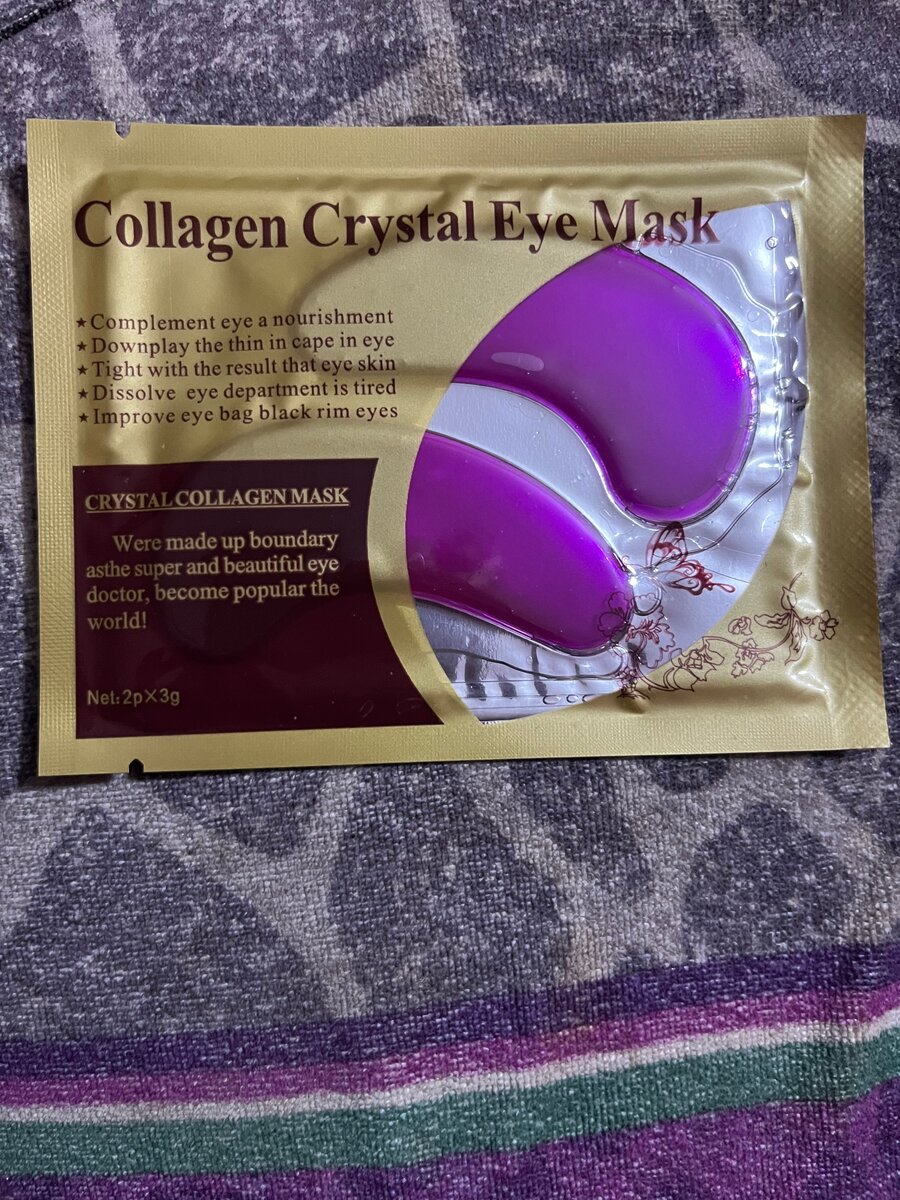 Collagen Crystal Eye Mask
★Complement eye a nourishment
★Downplay the thin in cape in eye
★Tight with the result that eye skin
★Dissolve eye department is tired
★Improve eye bag black rim eyes
CRYSTAL COLLAGEN MASK
Were made up boundary
asthe super and beautiful eye
doctor, become popular the
world!
Net:2p×3g